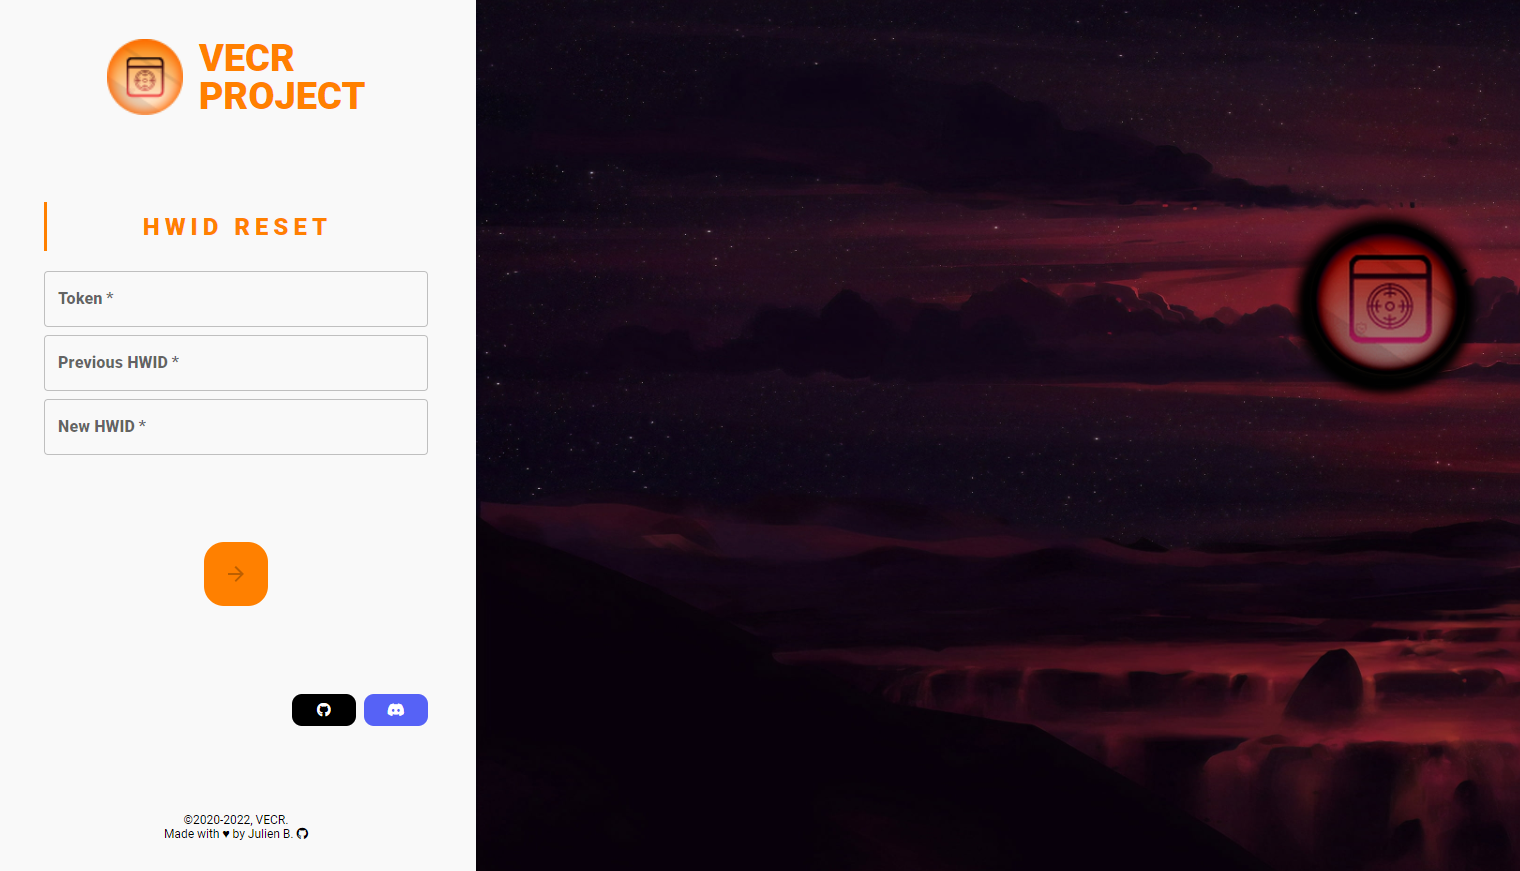 VECR
PROJECT
HWID RESET
Token *
Previous HWID *
New HWID *
©2020-2022, VECR.
Made with ♥ by Julien B.